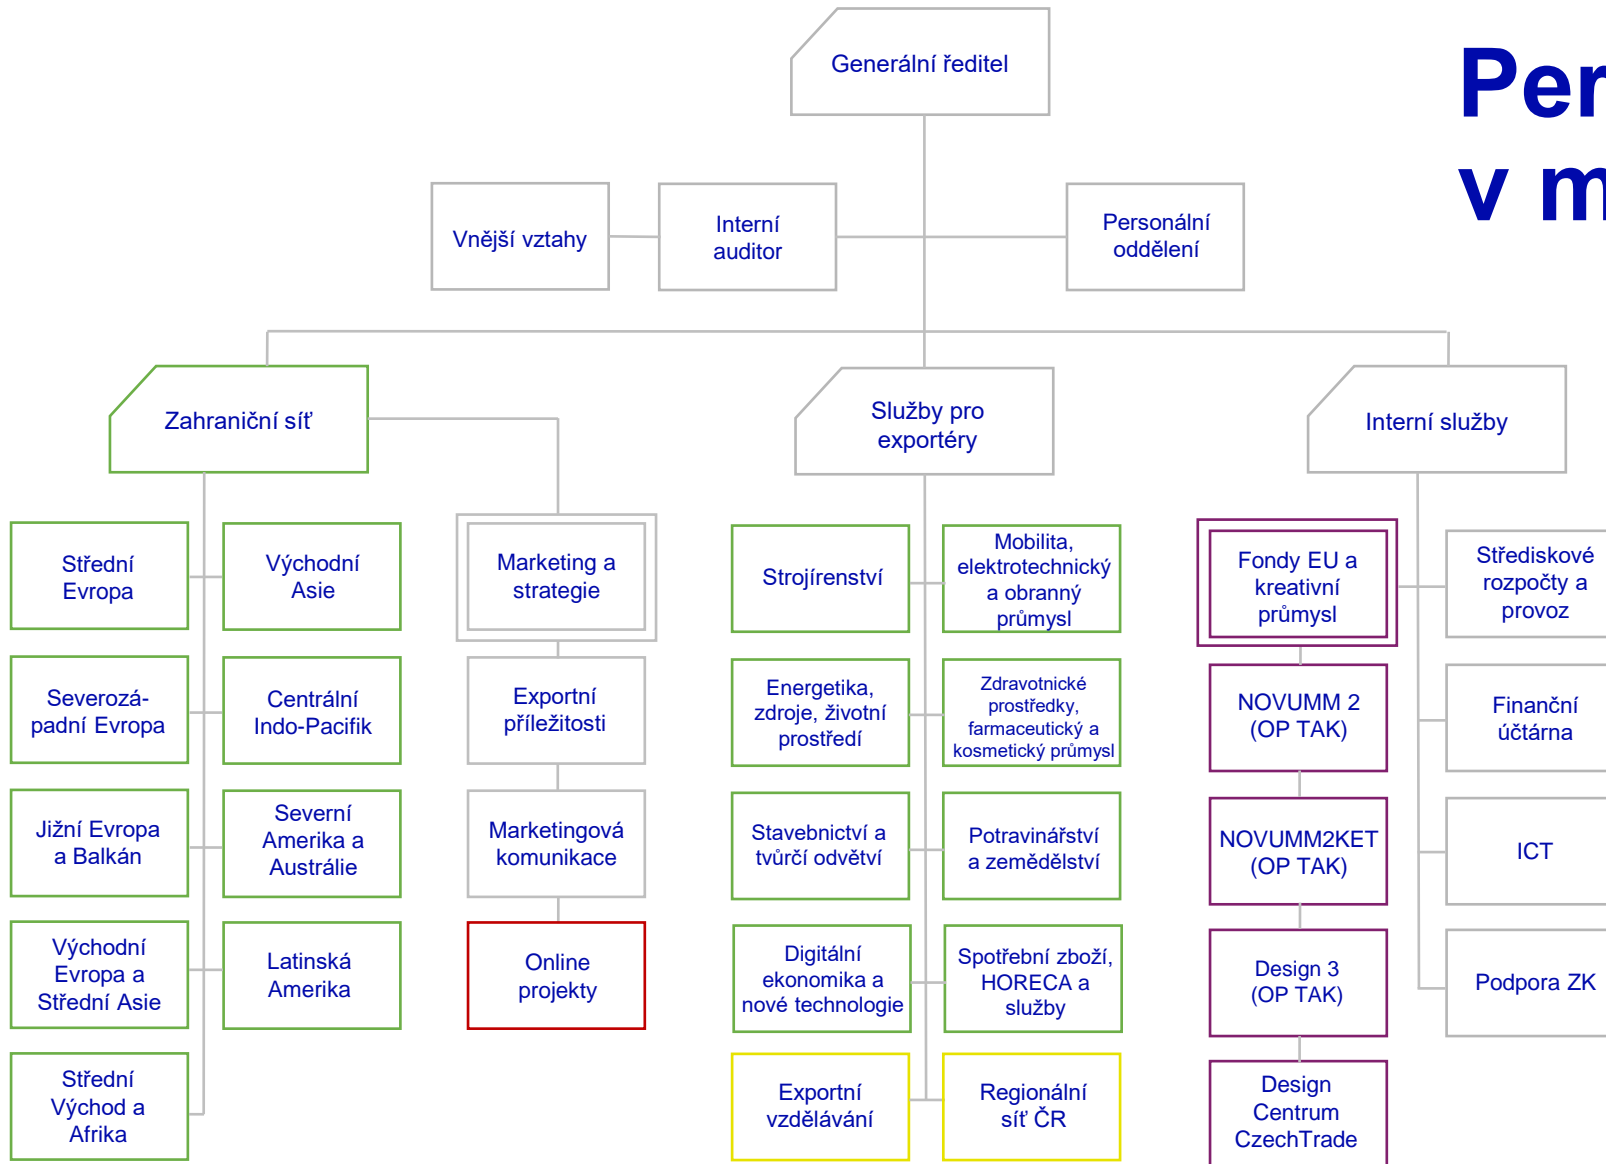 Generální ředitel
Per
v m
Vnější vztahy
Interní
auditor
Personální
oddělení
Zahraniční síť
Služby pro
exportéry
Interní služby
Střední
Evropa
Východní
Asie
Severozá-
padní Evropa
Centrální
Indo-Pacifik
Jižní Evropa
a Balkán
Severní
Amerika a
Austrálie
Východní
Evropa a
Střední Asie
Latinská
Amerika
Střední
Východ a
Afrika
Marketing a
strategie
Exportní
příležitosti
Marketingová
komunikace
Online
projekty
Strojírenství
Mobilita,
elektrotechnický
a obranný
průmysl
Energetika,
zdroje, životní
prostředí
Zdravotnické
prostředky,
farmaceutický a
kosmetický průmysl
Stavebnictví a
tvůrčí odvětví
Potravinářství
a zemědělství
Digitální
ekonomika a
nové technologie
Spotřební zboží,
HORECA a
služby
Exportní
vzdělávání
Regionální
síť ČR
Fondy EU a
kreativní
průmysl
NOVUMM 2
(OP TAK)
NOVUMM2KET
(OP TAK)
Design 3
(OP TAK)
Design
Centrum
CzechTrade
Střediskové
rozpočty a
provoz
Finanční
účtárna
ICT
Podpora ZK